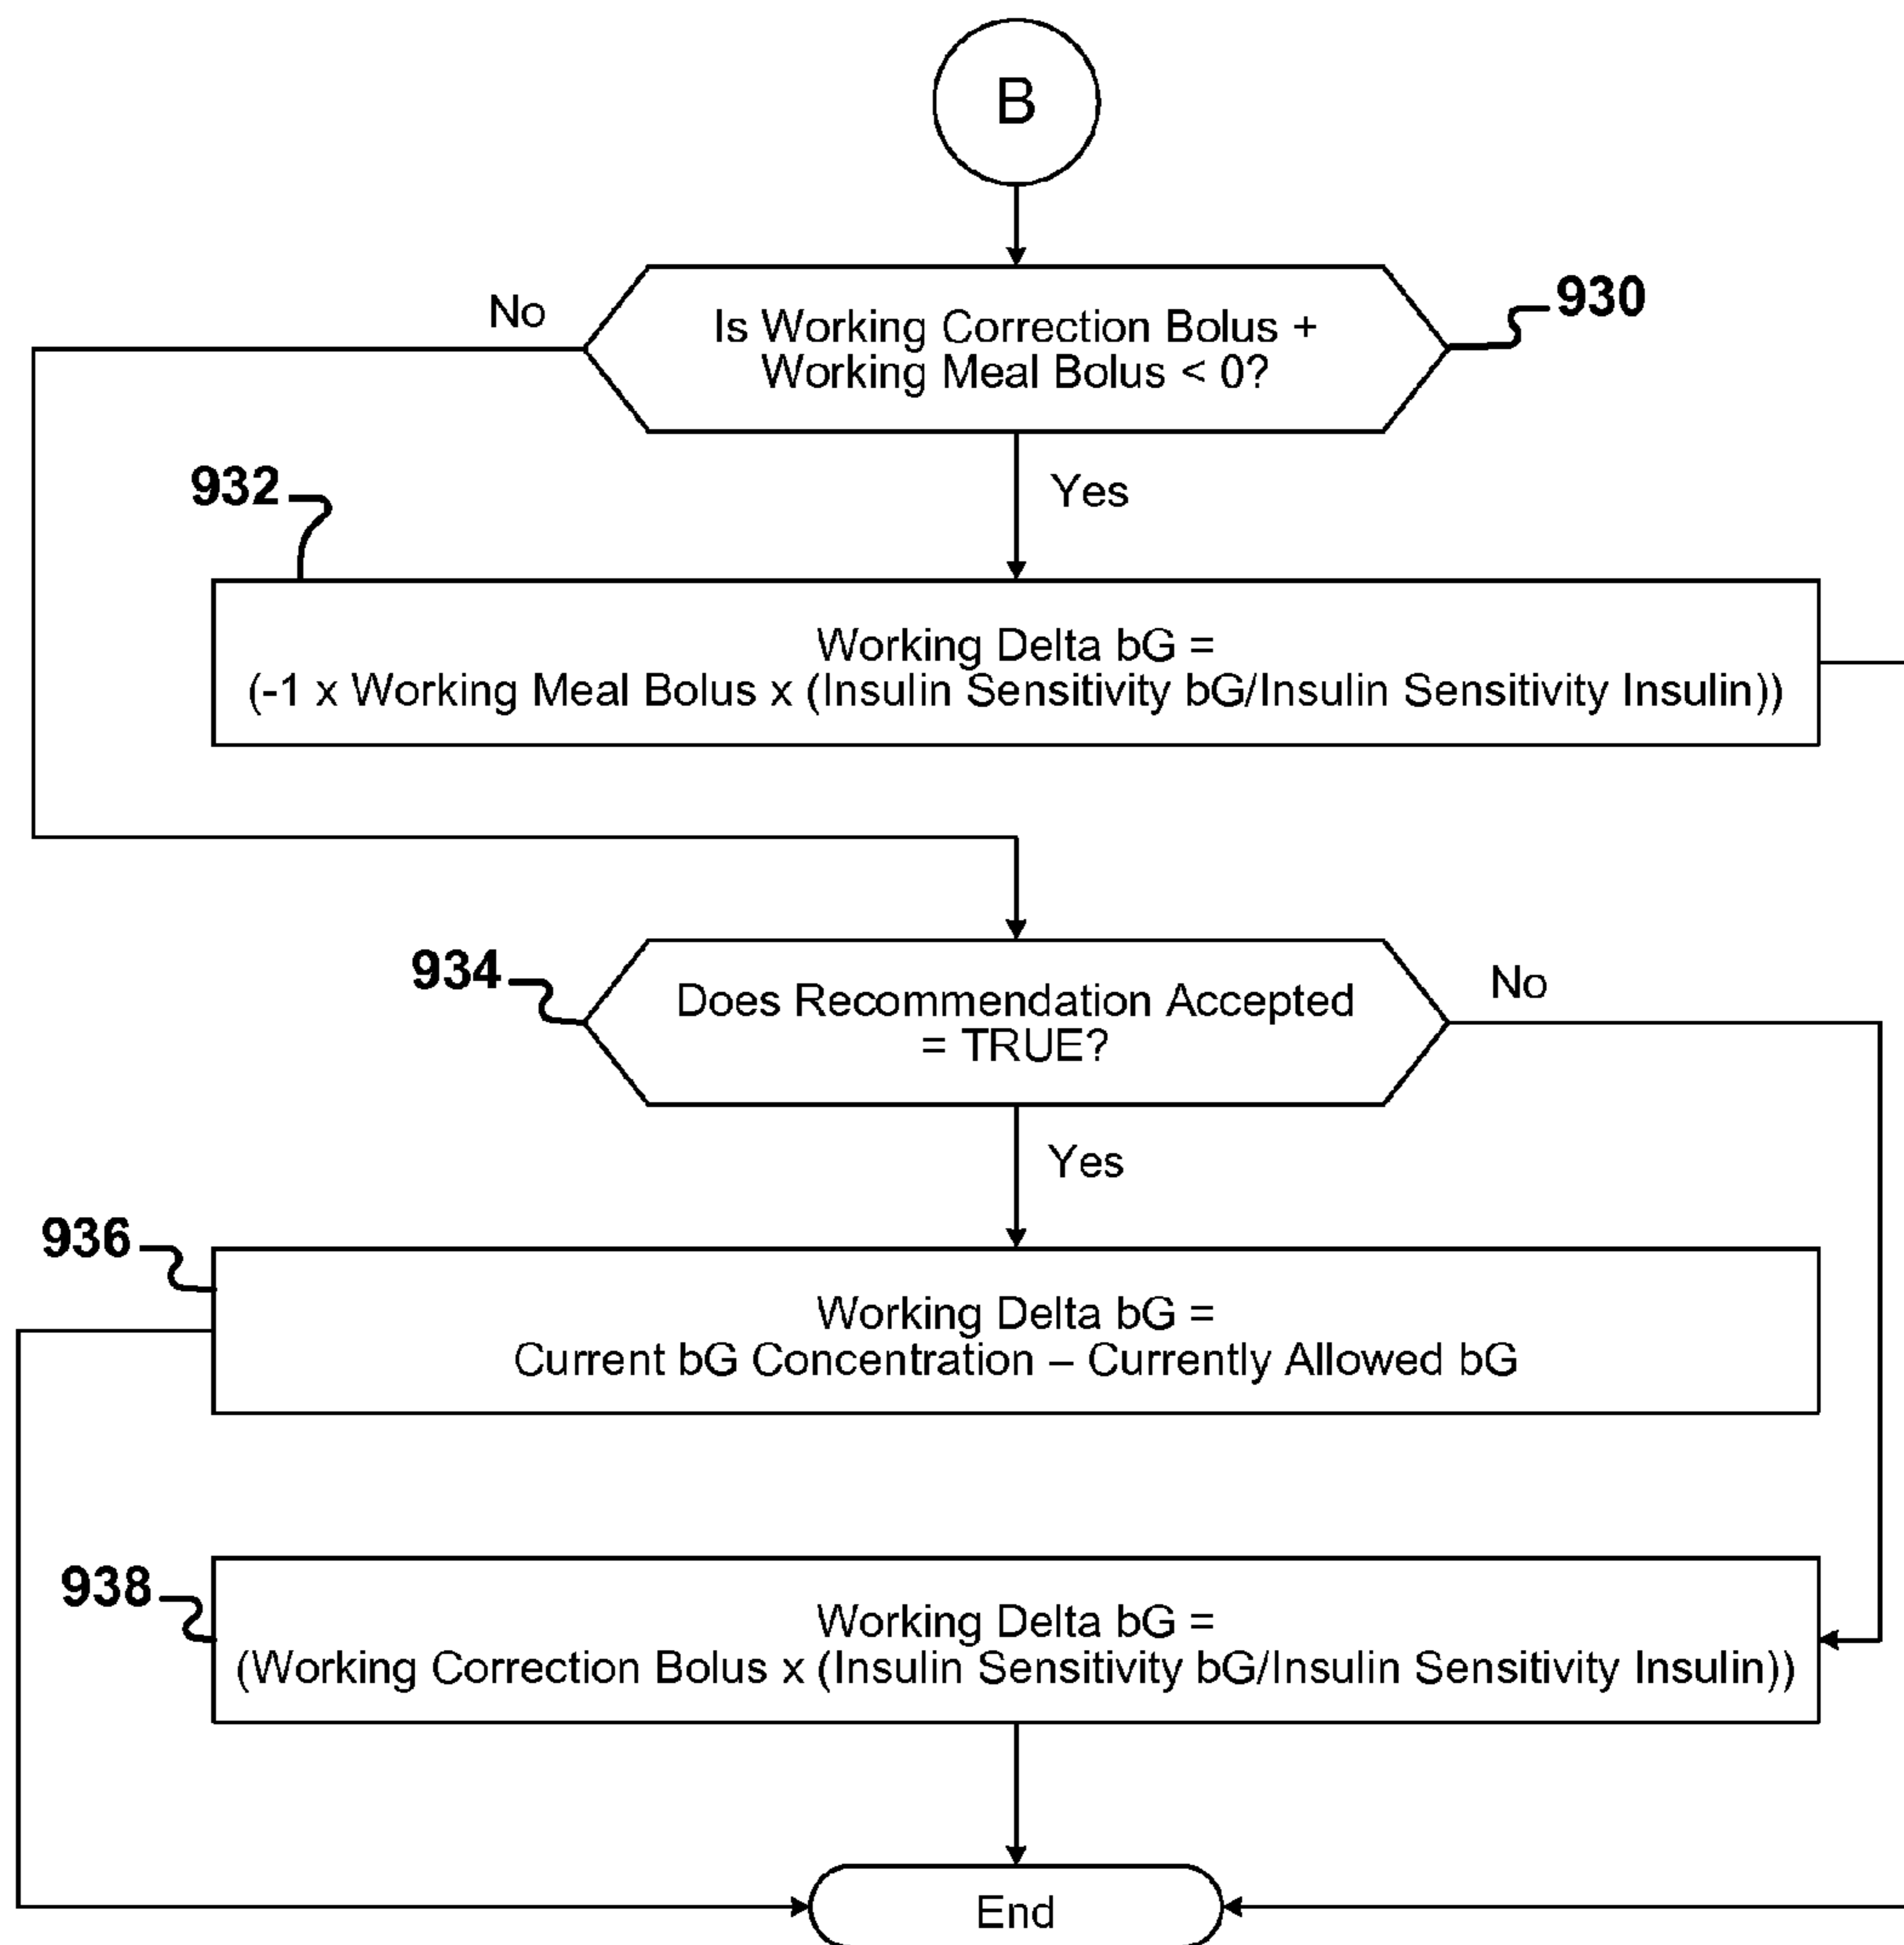 B
No
Is Working Correction Bolus +
Working Meal Bolus < 0?
930
932
Yes
Working Delta bG =
(-1 x Working Meal Bolus x (Insulin Sensitivity bG/Insulin Sensitivity Insulin))
934
Does Recommendation Accepted
= TRUE?
No
Yes
936
Working Delta bG =
Current bG Concentration – Currently Allowed bG
938
Working Delta bG =
(Working Correction Bolus x (Insulin Sensitivity bG/Insulin Sensitivity Insulin))
End